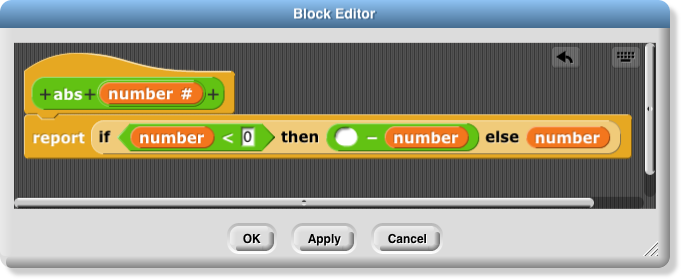 Block Editor
+ abs + number # +
report if number < 0 then − number else number
OK Apply Cancel